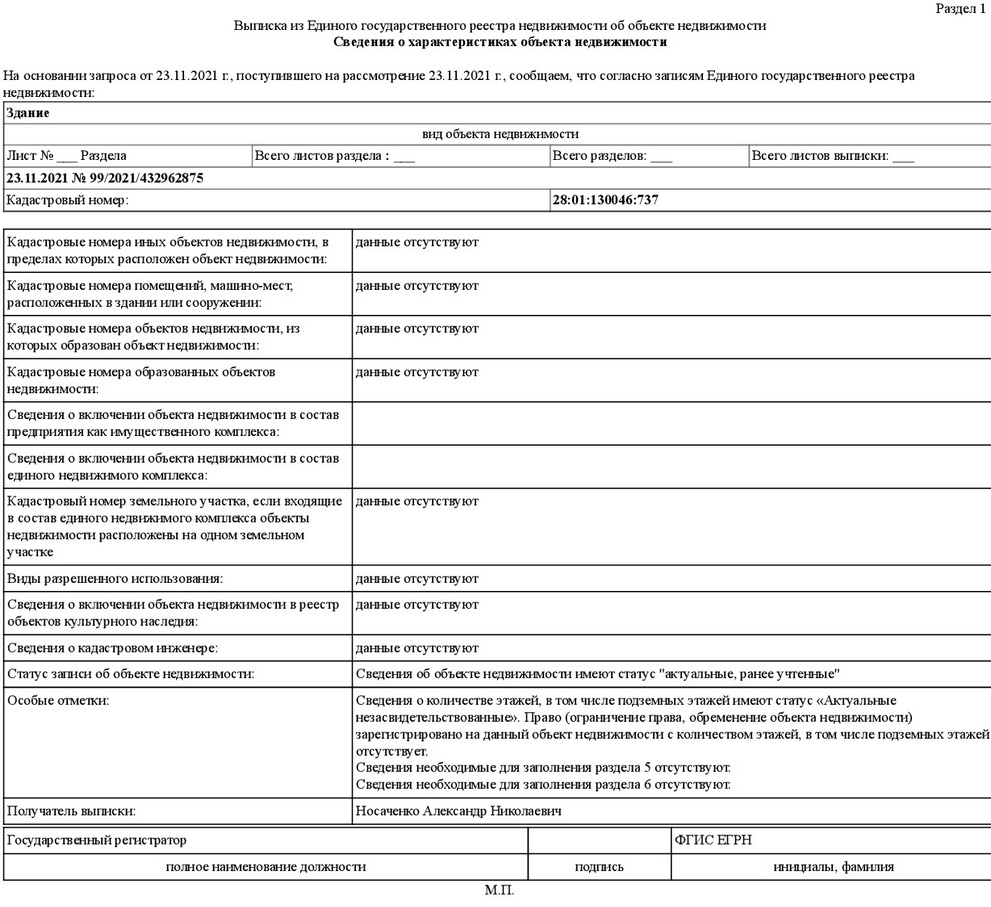 Раздел 1
Выписка из Единого государственного реестра недвижимости об объекте недвижимости
Сведения о характеристиках объекта недвижимости
На основании запроса от 23.11.2021 г., поступившего на рассмотрение 23.11.2021 г., сообщаем, что согласно записям Единого государственного реестра
недвижимости:
Здание
вид объекта недвижимости
Лист № ___ Раздела Всего листов раздела : ___ Всего разделов: ___ Всего листов выписки: ___
23.11.2021 № 99/2021/432962875
Кадастровый номер: 28:01:130046:737
Кадастровые номера иных объектов недвижимости, в данные отсутствуют
пределах которых расположен объект недвижимости:
Кадастровые номера помещений, машино-мест, данные отсутствуют
расположенных в здании или сооружении:
Кадастровые номера объектов недвижимости, из данные отсутствуют
которых образован объект недвижимости:
Кадастровые номера образованных объектов данные отсутствуют
недвижимости:
Сведения о включении объекта недвижимости в состав
предприятия как имущественного комплекса:
Сведения о включении объекта недвижимости в состав
единого недвижимого комплекса:
Кадастровый номер земельного участка, если входящие данные отсутствуют
в состав единого недвижимого комплекса объекты
недвижимости расположены на одном земельном
участке
Виды разрешенного использования: данные отсутствуют
Сведения о включении объекта недвижимости в реестр данные отсутствуют
объектов культурного наследия:
Сведения о кадастровом инженере: данные отсутствуют
Статус записи об объекте недвижимости: Сведения об объекте недвижимости имеют статус "актуальные, ранее учтенные"
Особые отметки: Сведения о количестве этажей, в том числе подземных этажей имеют статус «Актуальные
незасвидетельствованные». Право (ограничение права, обременение объекта недвижимости)
зарегистрировано на данный объект недвижимости с количеством этажей, в том числе подземных этажей
отсутствует.
Сведения необходимые для заполнения раздела 5 отсутствуют.
Сведения необходимые для заполнения раздела 6 отсутствуют.
Получатель выписки: Носаченко Александр Николаевич
Государственный регистратор ФГИС ЕГРН
полное наименование должности подпись инициалы, фамилия
М.П.